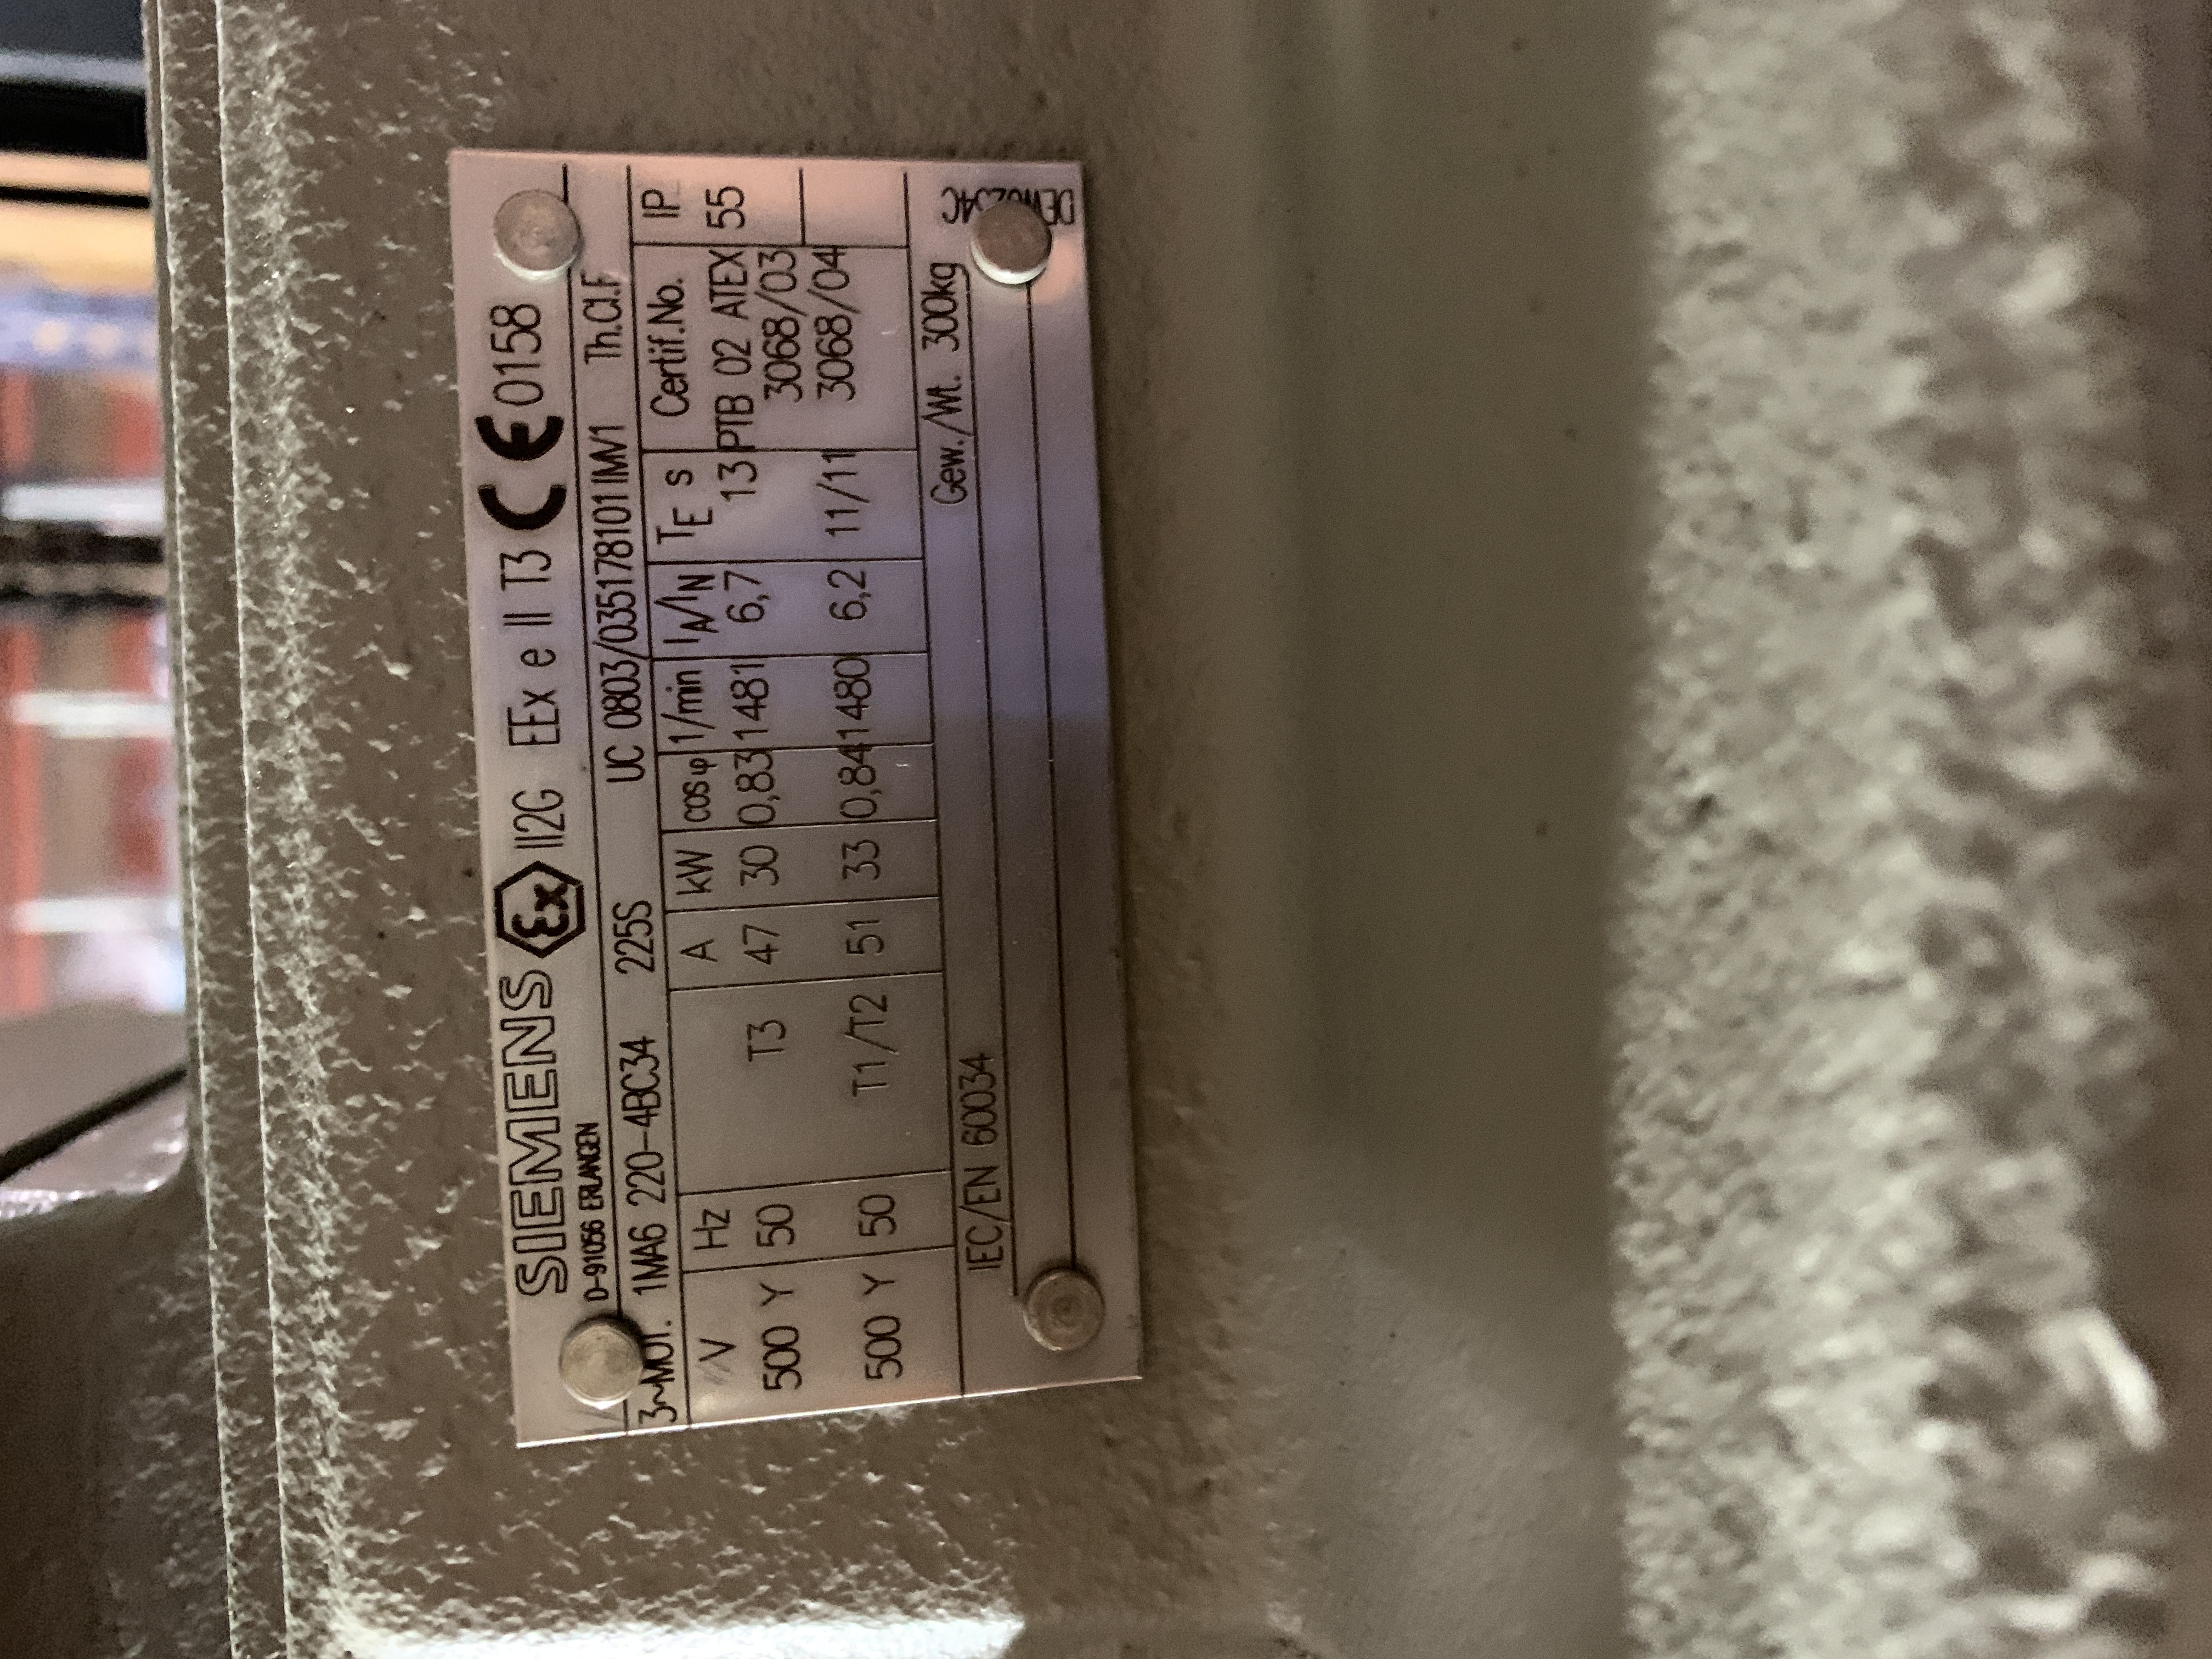 SIEMENS Ex II2G EEx e II T3 CE 0158
D-91056 ERLANGEN
3~MOT. 1MA6 220-4BC34 225S UC 0803/035178101 IMV1 Th.Cl.F
V Hz A kW cosφ 1/min IA/IN TE s Certif.No. IP
500 Y 50 T3 47 30 0,83 1481 6,7 13 PTB 02 ATEX 55
3068/03
500 Y 50 T1/T2 51 33 0,84 1480 6,2 11/11 3068/04
IEC/EN 60034 Gew./Wt. 300kg